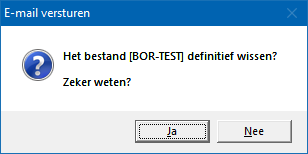 E-mail versturen
Het bestand [BOR-TEST] definitief wissen?
Zeker weten?
Ja
Nee